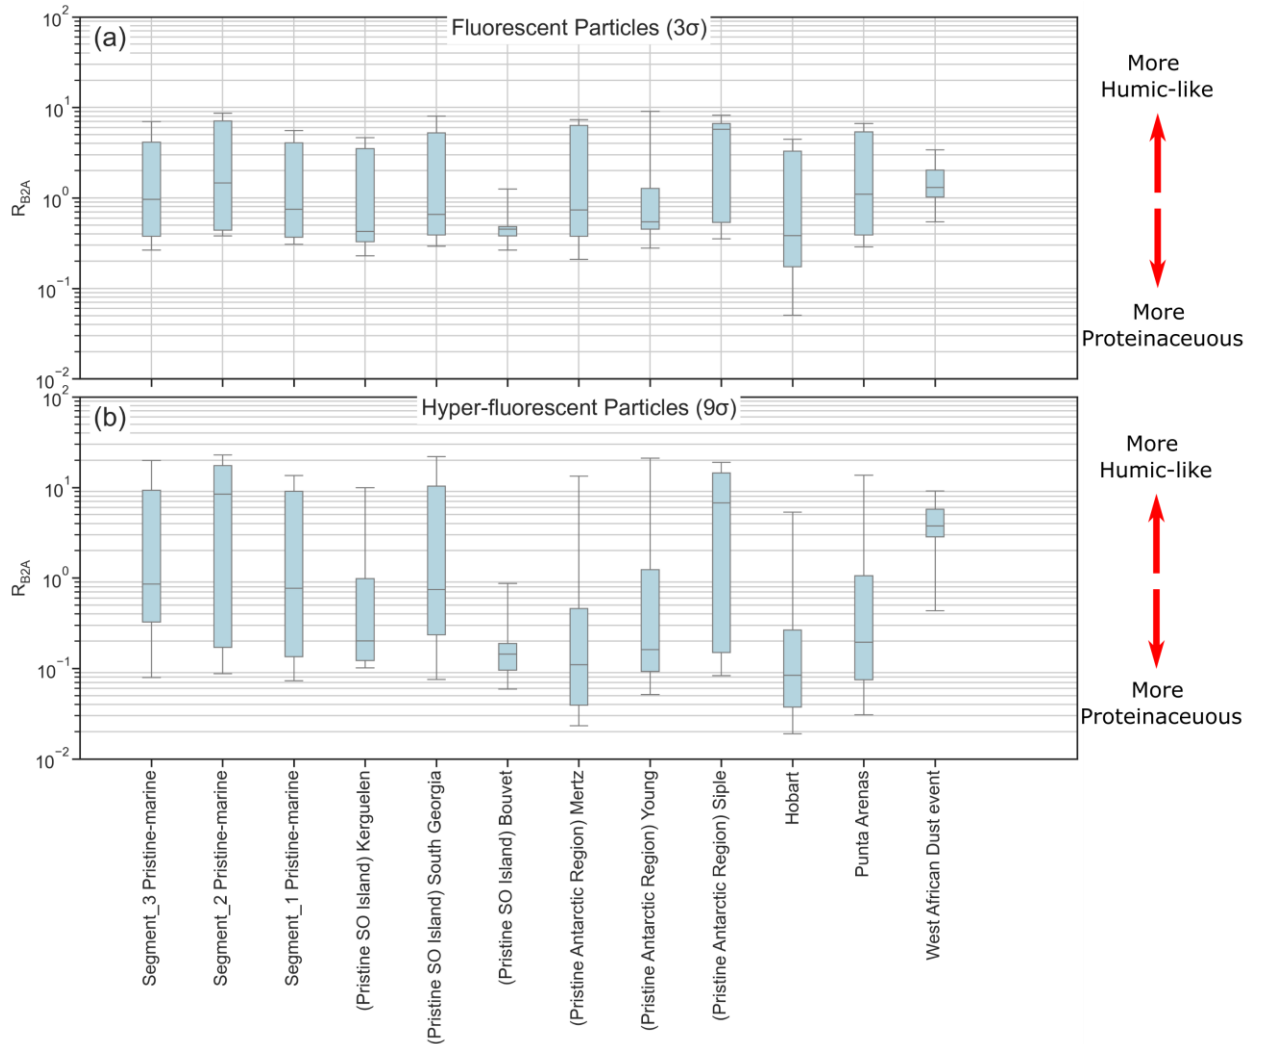 (a)
Fluorescent Particles (3σ)
10²
10¹
10⁰
10⁻¹
10⁻²
R_B2A
More
Humic-like
More
Proteinaceuous
(b)
Hyper-fluorescent Particles (9σ)
10²
10¹
10⁰
10⁻¹
10⁻²
R_B2A
More
Humic-like
More
Proteinaceuous
Segment_3 Pristine-marine
Segment_2 Pristine-marine
Segment_1 Pristine-marine
(Pristine SO Island) Kerguelen
(Pristine SO Island) South Georgia
(Pristine SO Island) Bouvet
(Pristine Antarctic Region) Mertz
(Pristine Antarctic Region) Young
(Pristine Antarctic Region) Siple
Hobart
Punta Arenas
West African Dust event